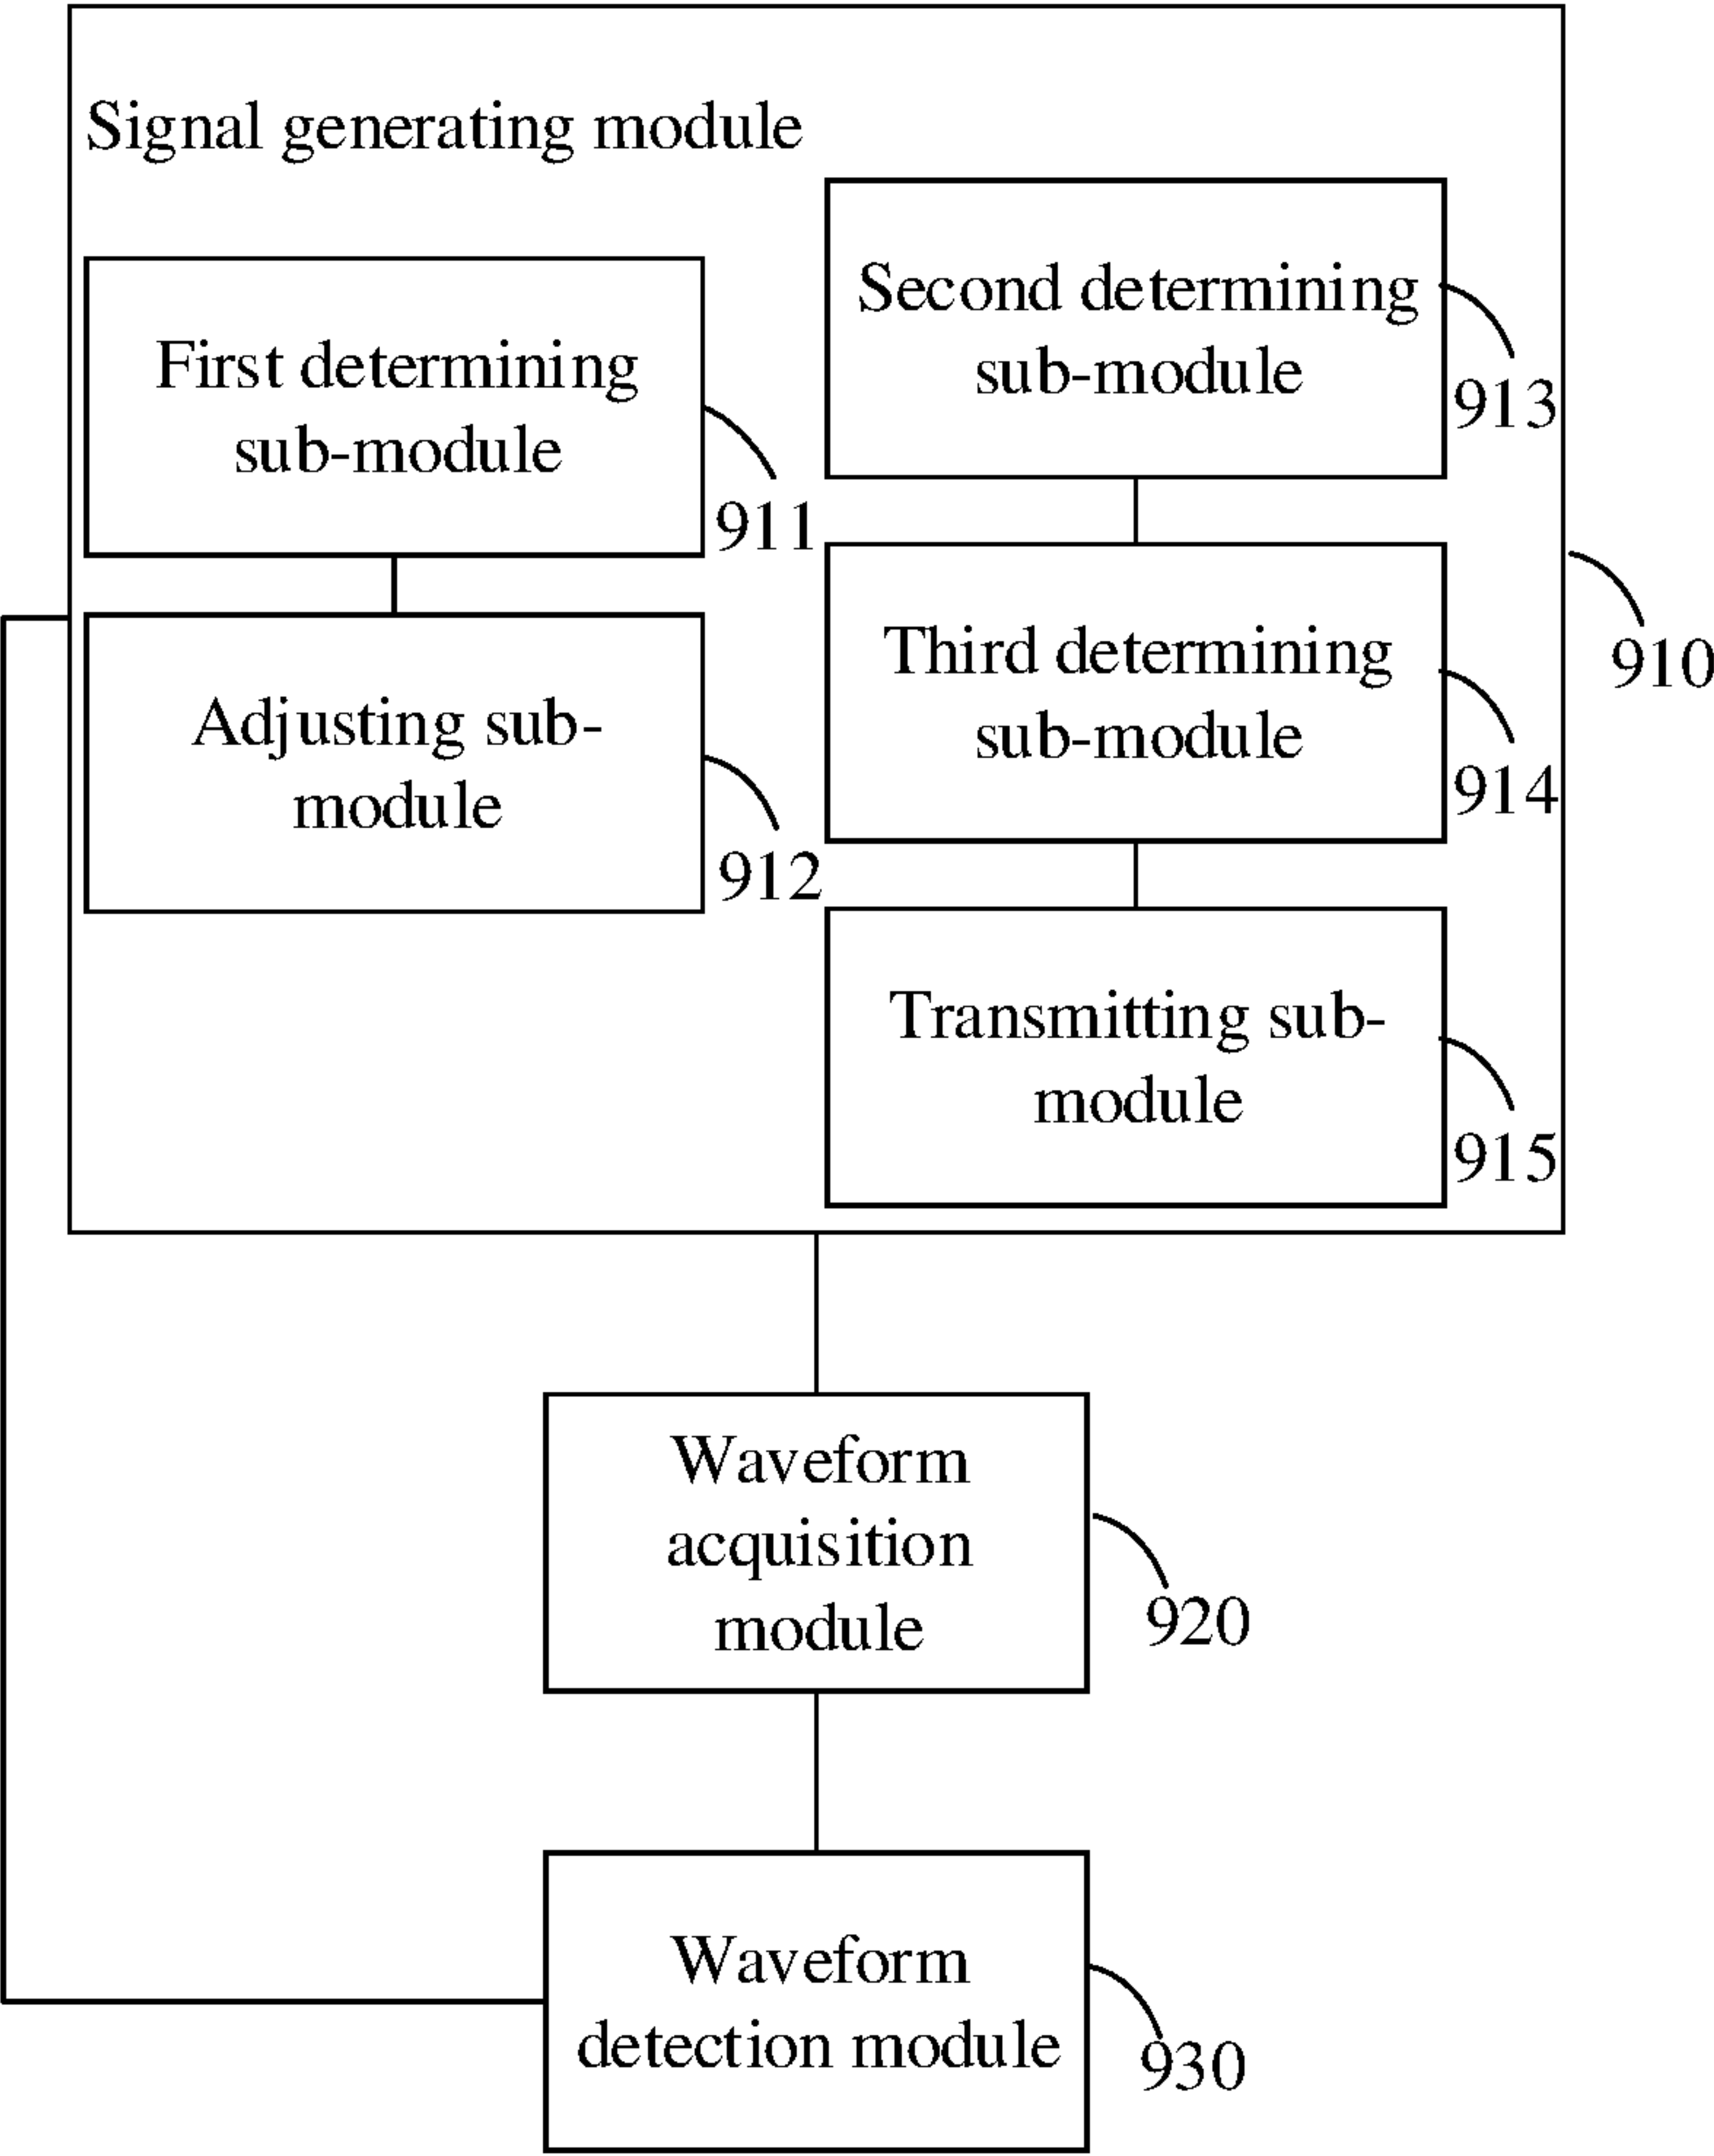 Signal generating module
First determining
sub-module
911
Adjusting sub-
module
912
Second determining
sub-module
913
Third determining
sub-module
914
Transmitting sub-
module
915
910
Waveform
acquisition
module
920
Waveform
detection module
930